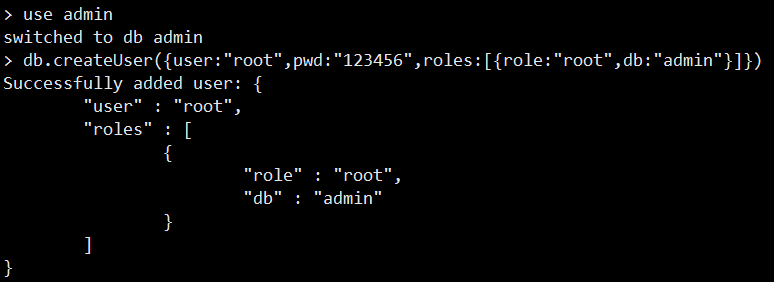 > use admin
switched to db admin
> db.createUser({user:"root",pwd:"123456",roles:[{role:"root",db:"admin"}]})
Successfully added user: {
        "user" : "root",
        "roles" : [
                {
                        "role" : "root",
                        "db" : "admin"
                }
        ]
}